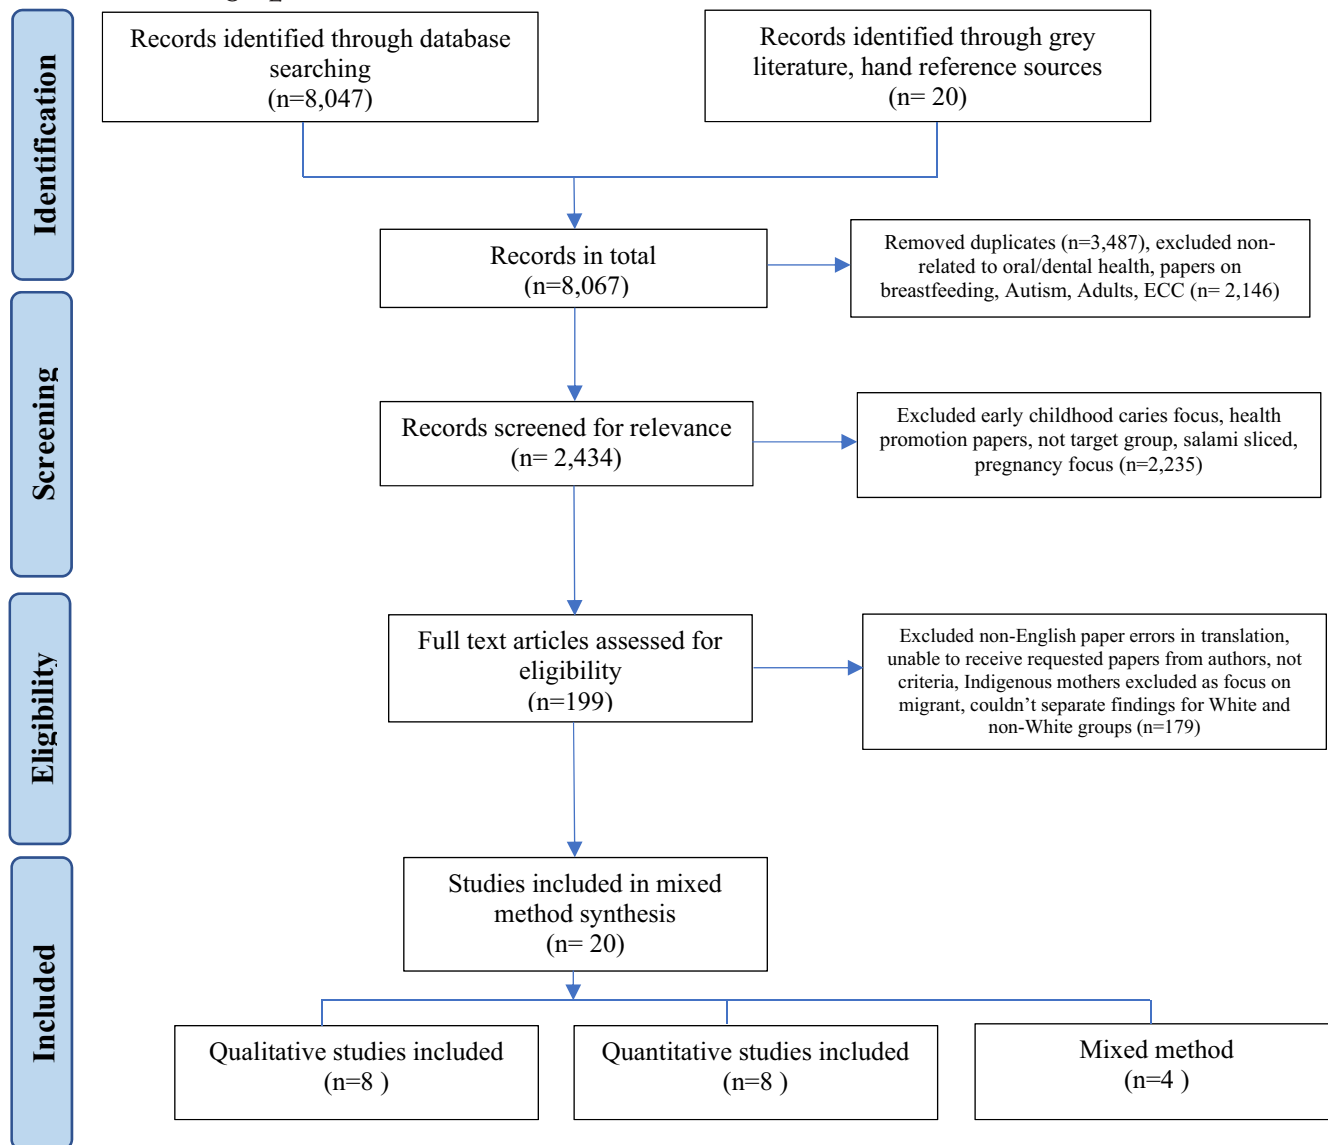 Identification
Records identified through database
searching
(n=8,047)
Records identified through grey
literature, hand reference sources
(n= 20)
Records in total
(n=8,067)
Removed duplicates (n=3,487), excluded non-
related to oral/dental health, papers on
breastfeeding, Autism, Adults, ECC (n= 2,146)
Screening
Records screened for relevance
(n= 2,434)
Excluded early childhood caries focus, health
promotion papers, not target group, salami sliced,
pregnancy focus (n=2,235)
Eligibility
Full text articles assessed for
eligibility
(n=199)
Excluded non-English paper errors in translation,
unable to receive requested papers from authors, not
criteria, Indigenous mothers excluded as focus on
migrant, couldn’t separate findings for White and
non-White groups (n=179)
Included
Studies included in mixed
method synthesis
(n= 20)
Qualitative studies included
(n=8 )
Quantitative studies included
(n=8 )
Mixed method
(n=4 )